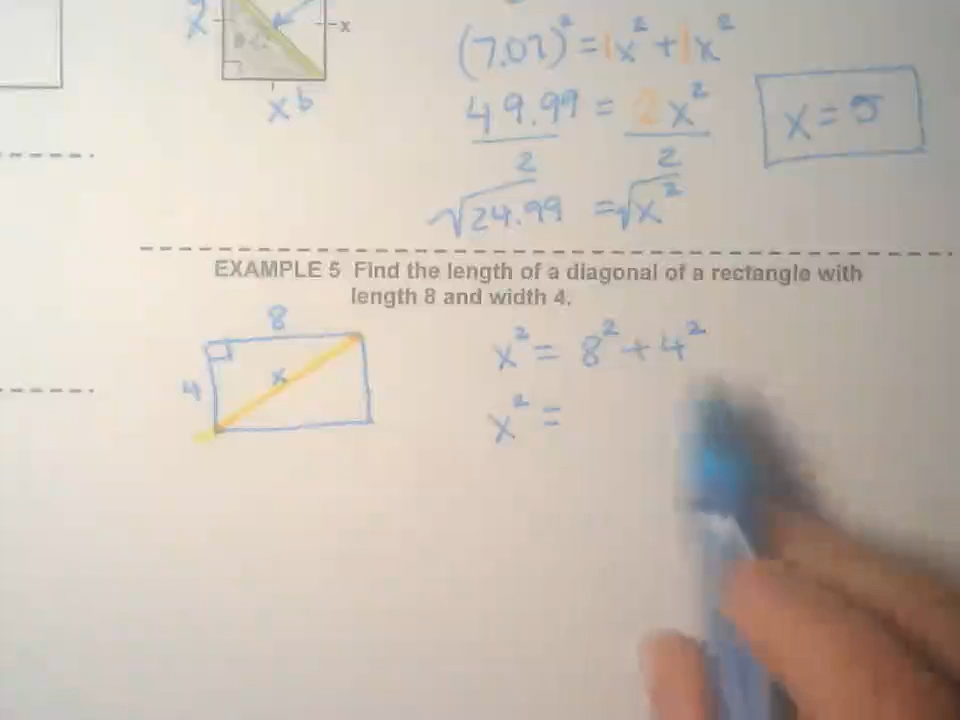 x
x b
(7.07)² = 1x² + 1x²
49.99 = 2x²
2 2
√24.99 = √x²
x = 5
EXAMPLE 5 Find the length of a diagonal of a rectangle with
length 8 and width 4.
8
4
x
x² = 8² + 4²
x² =